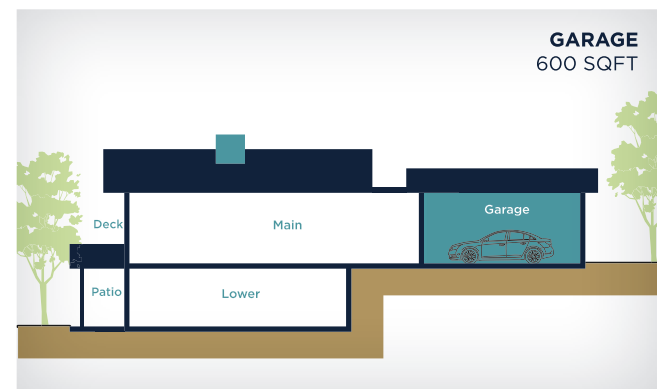 GARAGE
600 SQFT
Garage
Deck
Main
Patio
Lower